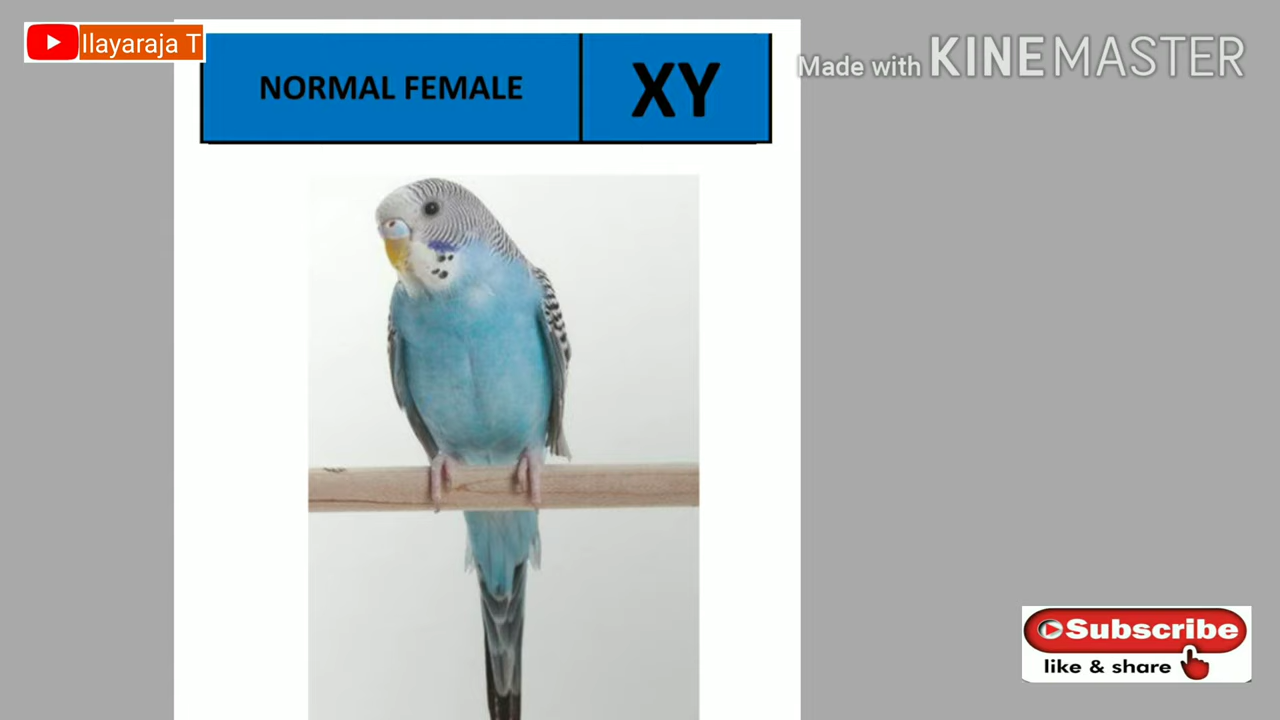 Ilayaraja T
NORMAL FEMALE
XY
Made with KINEMASTER
Subscribe
like & share